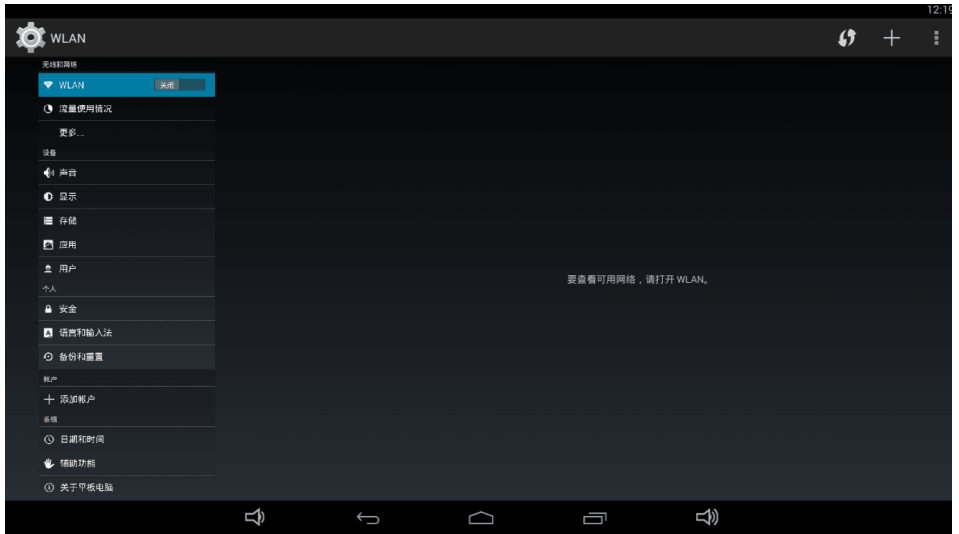 12:19
WLAN
无线和网络
WLAN 关闭
流量使用情况
更多...
设备
声音
显示
存储
应用
用户
要查看可用网络，请打开 WLAN。
个人
安全
语言和输入法
备份和重置
帐户
添加帐户
系统
日期和时间
辅助功能
关于平板电脑